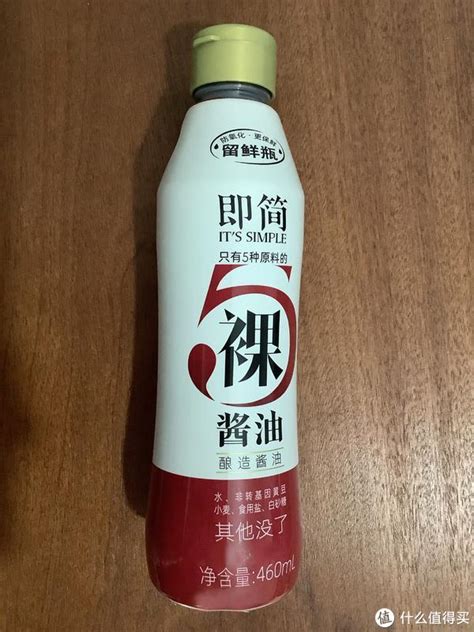 防氧化·更保鲜
留鲜瓶
即简
IT'S SIMPLE
只有5种原料的
5
裸
酱油
酿造酱油
水、非转基因黄豆
小麦、食用盐、白砂糖
其他没了
净含量:460mL
值 什么值得买